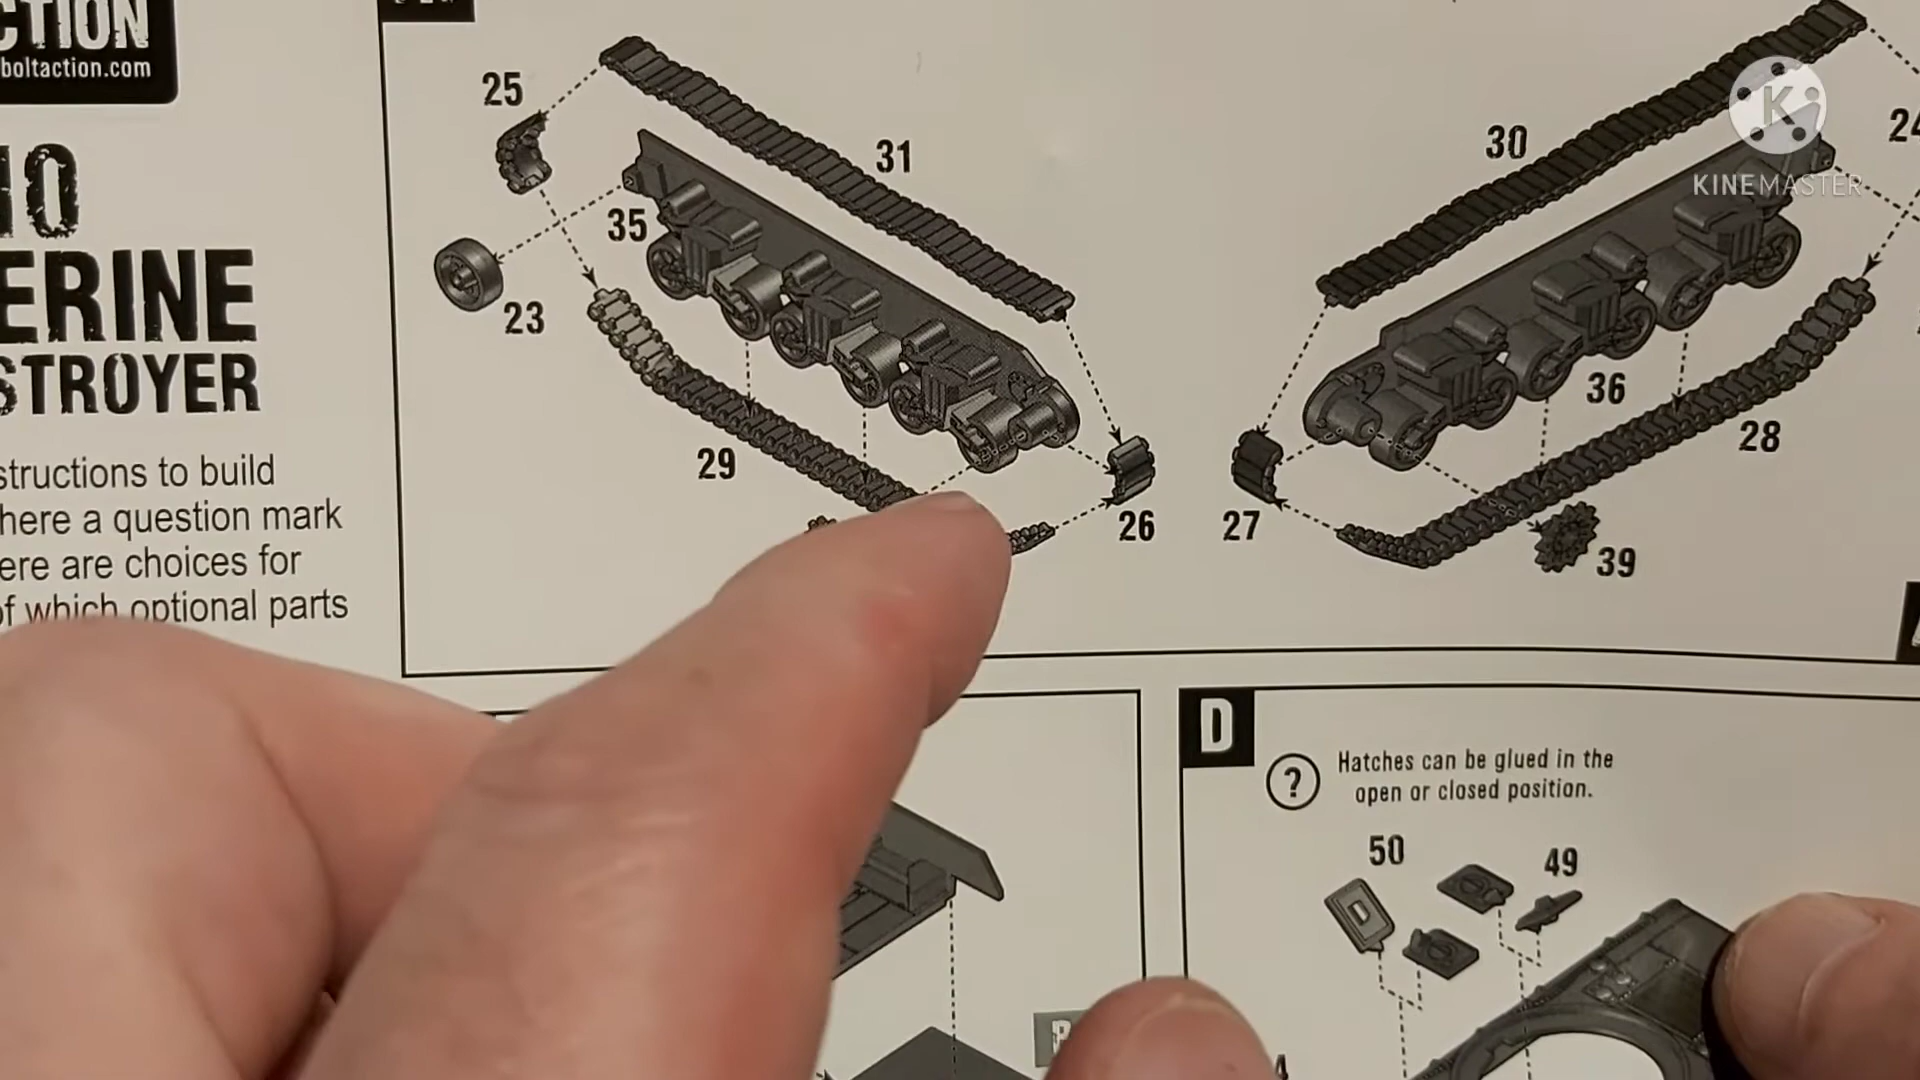 CTION
boltaction.com
10
ERINE
STROYER
structions to build
here a question mark
ere are choices for
of which optional parts
25
31
35
23
29
26
30
24
36
28
27
39
KINEMASTER
D
? Hatches can be glued in the
open or closed position.
50
49